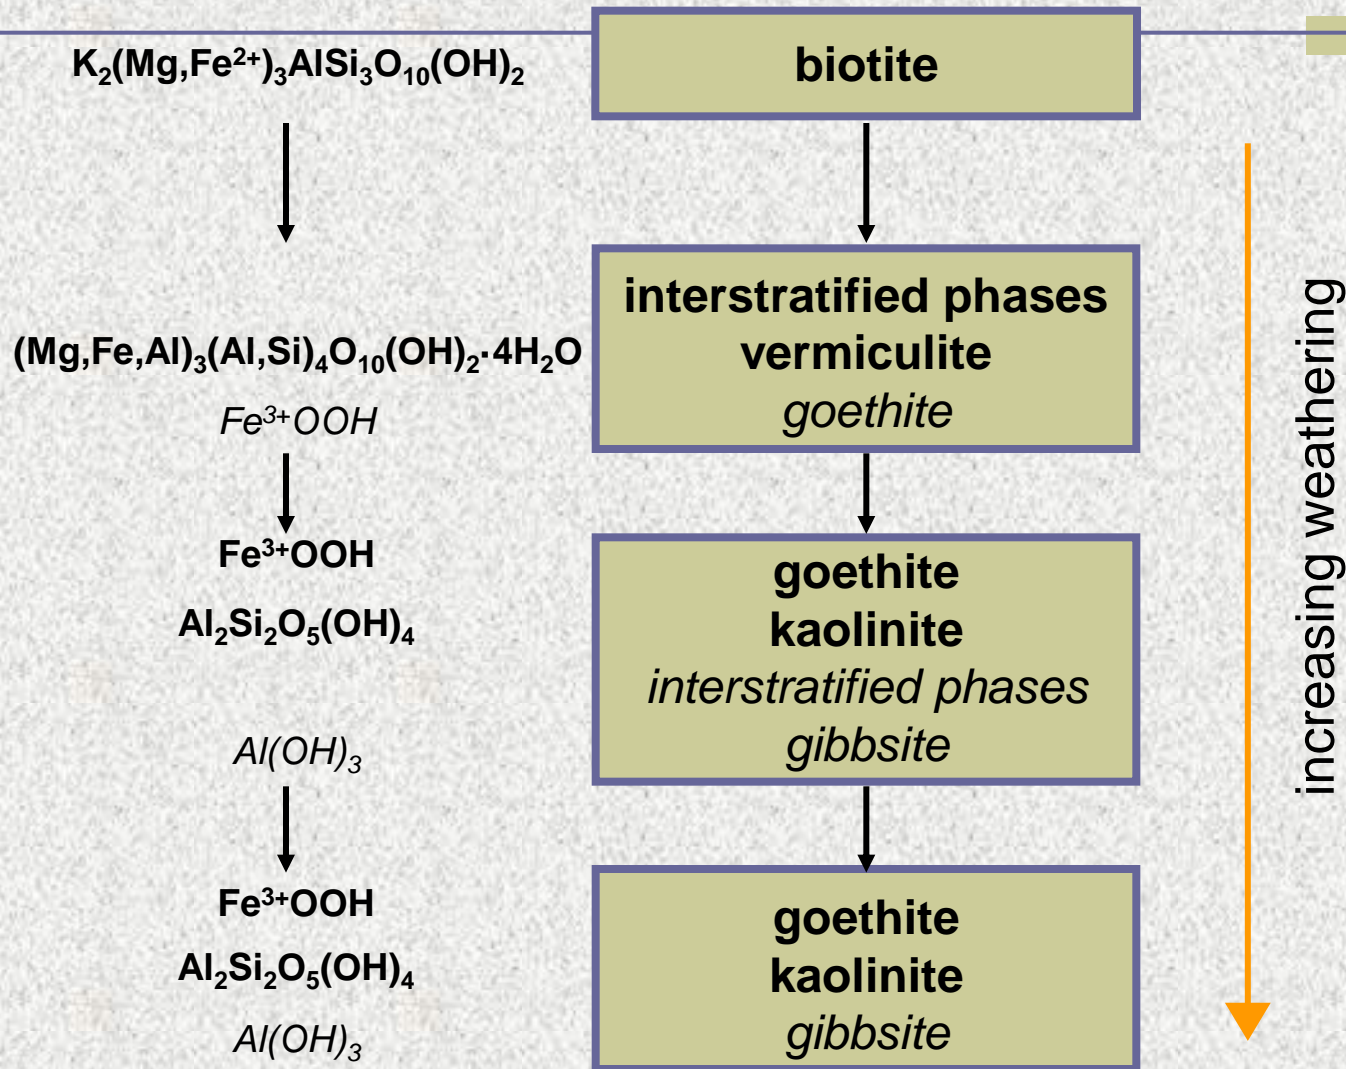 K₂(Mg,Fe²⁺)₃AlSi₃O₁₀(OH)₂
biotite
interstratified phases
vermiculite
goethite
(Mg,Fe,Al)₃(Al,Si)₄O₁₀(OH)₂·4H₂O
Fe³⁺OOH
Fe³⁺OOH
Al₂Si₂O₅(OH)₄
Al(OH)₃
goethite
kaolinite
interstratified phases
gibbsite
Fe³⁺OOH
Al₂Si₂O₅(OH)₄
Al(OH)₃
goethite
kaolinite
gibbsite
increasing weathering